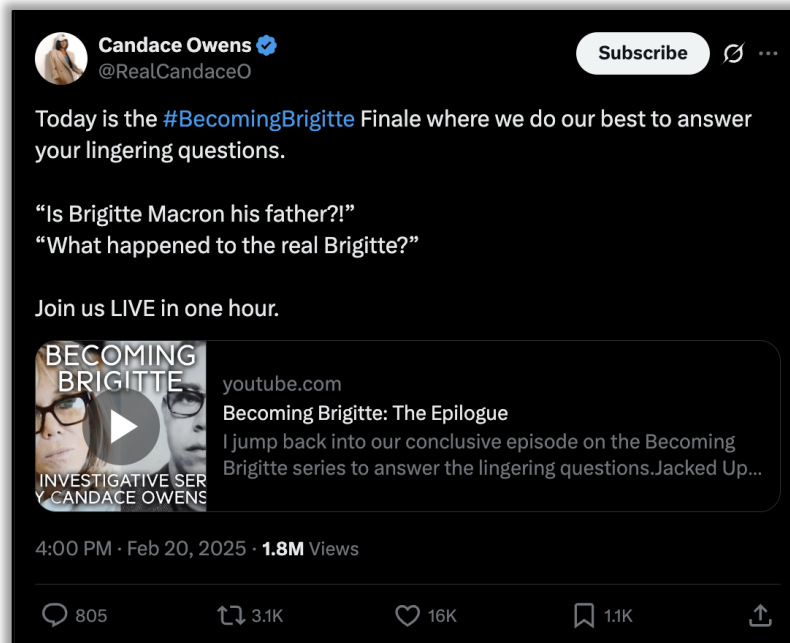 Candace Owens
Subscribe
@RealCandaceO
Today is the #BecomingBrigitte Finale where we do our best to answer
your lingering questions.
“Is Brigitte Macron his father?!”
“What happened to the real Brigitte?”
Join us LIVE in one hour.
BECOMING
BRIGITTE
INVESTIGATIVE SER
Y CANDACE OWENS
youtube.com
Becoming Brigitte: The Epilogue
I jump back into our conclusive episode on the Becoming
Brigitte series to answer the lingering questions.Jacked Up...
4:00 PM · Feb 20, 2025 · 1.8M Views
805
3.1K
16K
1.1K